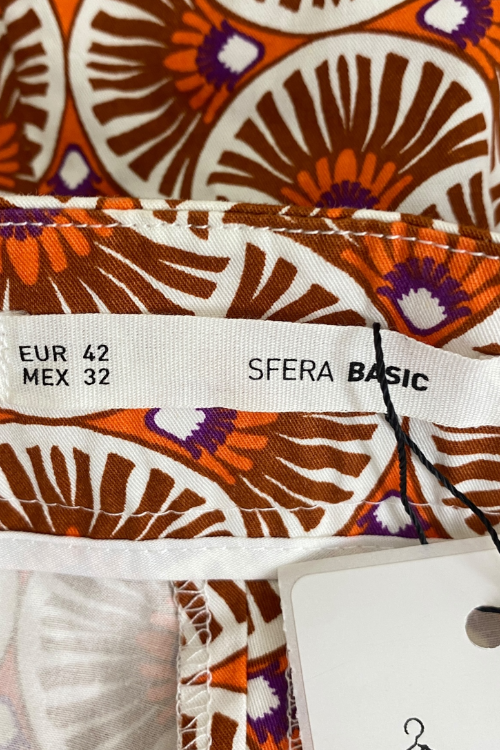 EUR 42
MEX 32
SFERA BASIC